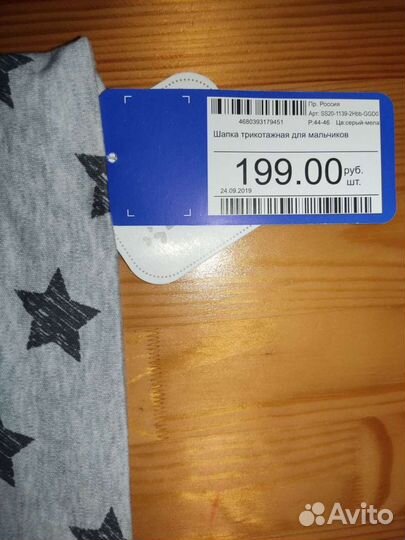 Пр. Россия
Арт: SS20-1139-2Hbb-GGD0
4680393179451
Р:44-46 Цв:серый-мела
Шапка трикотажная для мальчиков
199.00 руб.
шт.
24.09.2019
Avito